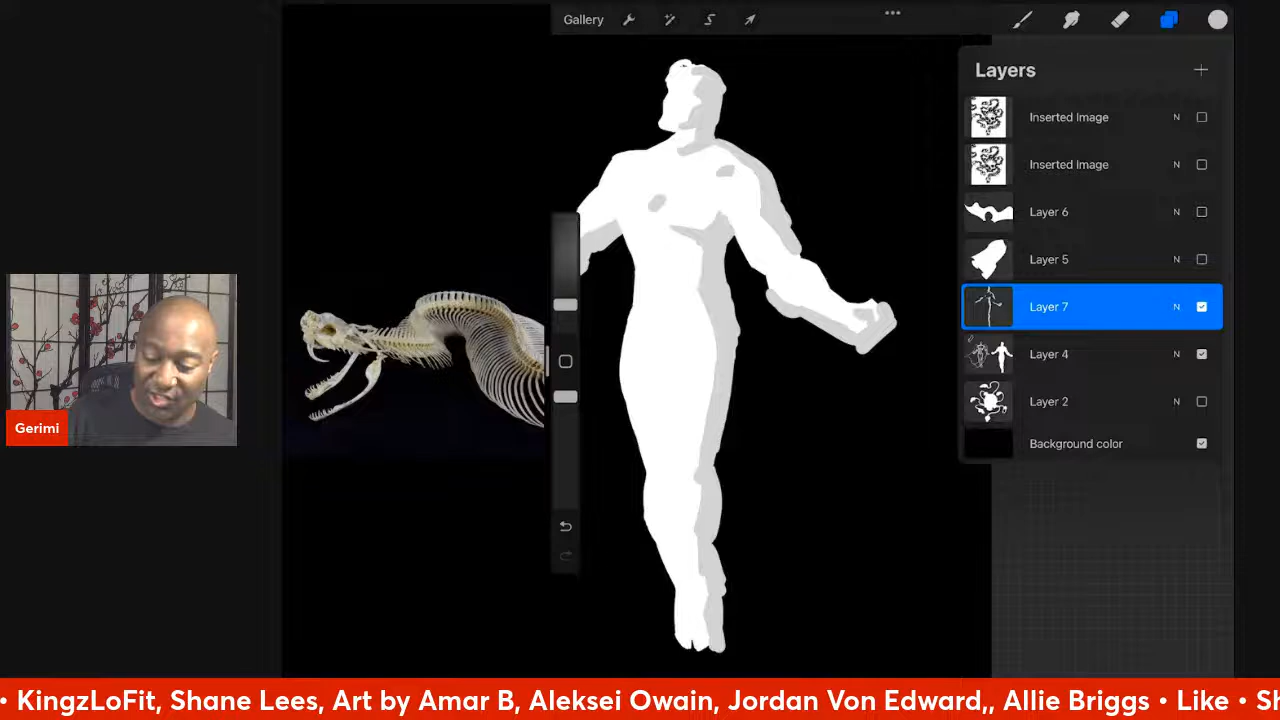 Gallery
Layers
Inserted Image N
Inserted Image N
Layer 6 N
Layer 5 N
Layer 7 N
Layer 4 N
Layer 2 N
Background color
Gerimi
• KingzLoFit, Shane Lees, Art by Amar B, Aleksei Owain, Jordan Von Edward,, Allie Briggs • Like • Sh